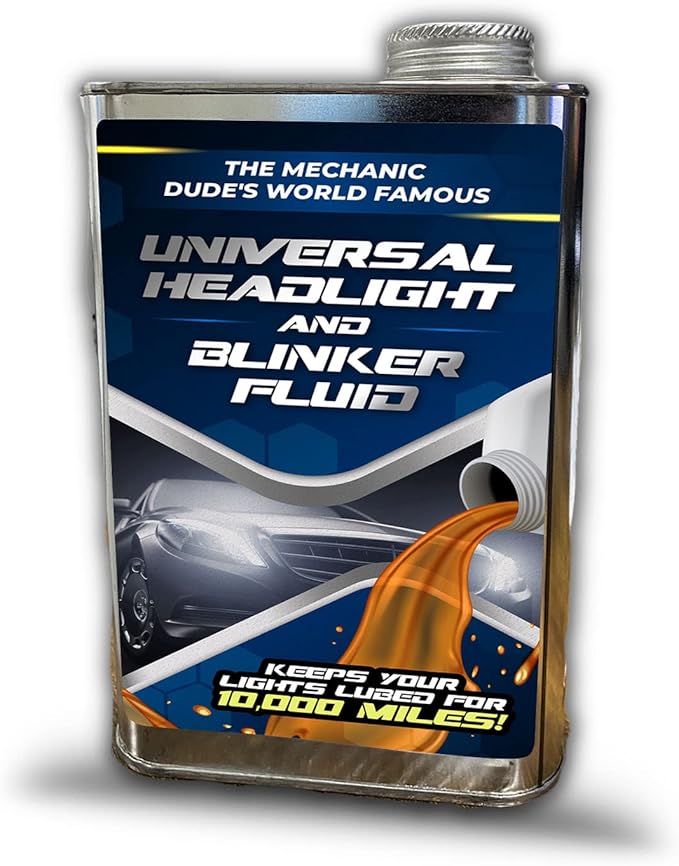 THE MECHANIC
DUDE'S WORLD FAMOUS
UNIVERSAL
HEADLIGHT
AND
BLINKER
FLUID
KEEPS YOUR
LIGHTS LUBED FOR
10,000 MILES!